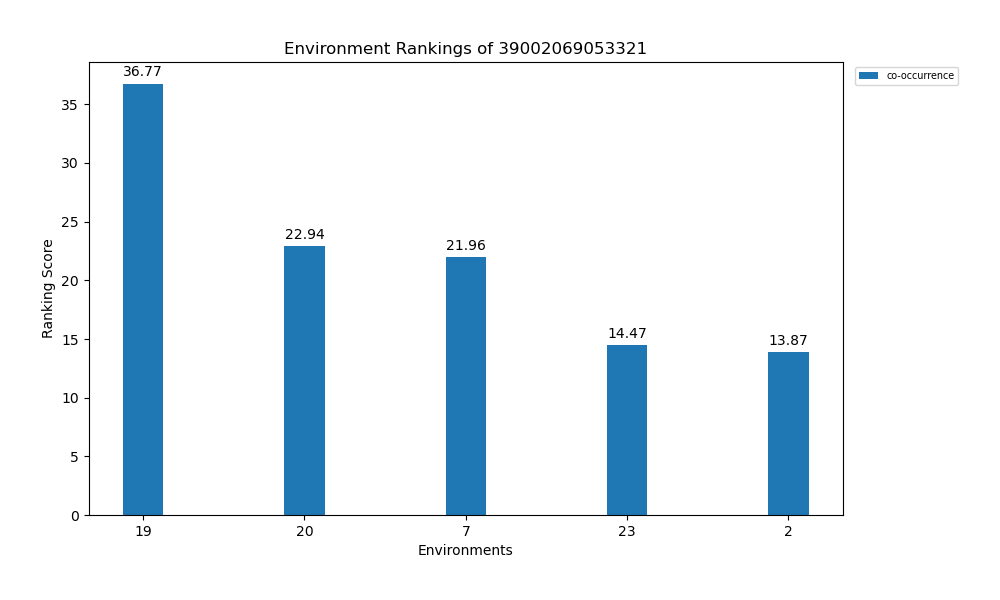 Environment Rankings of 39002069053321
co-occurrence
36.77
22.94
21.96
14.47
13.87
35
30
25
20
15
10
5
0
Ranking Score
19 20 7 23 2
Environments